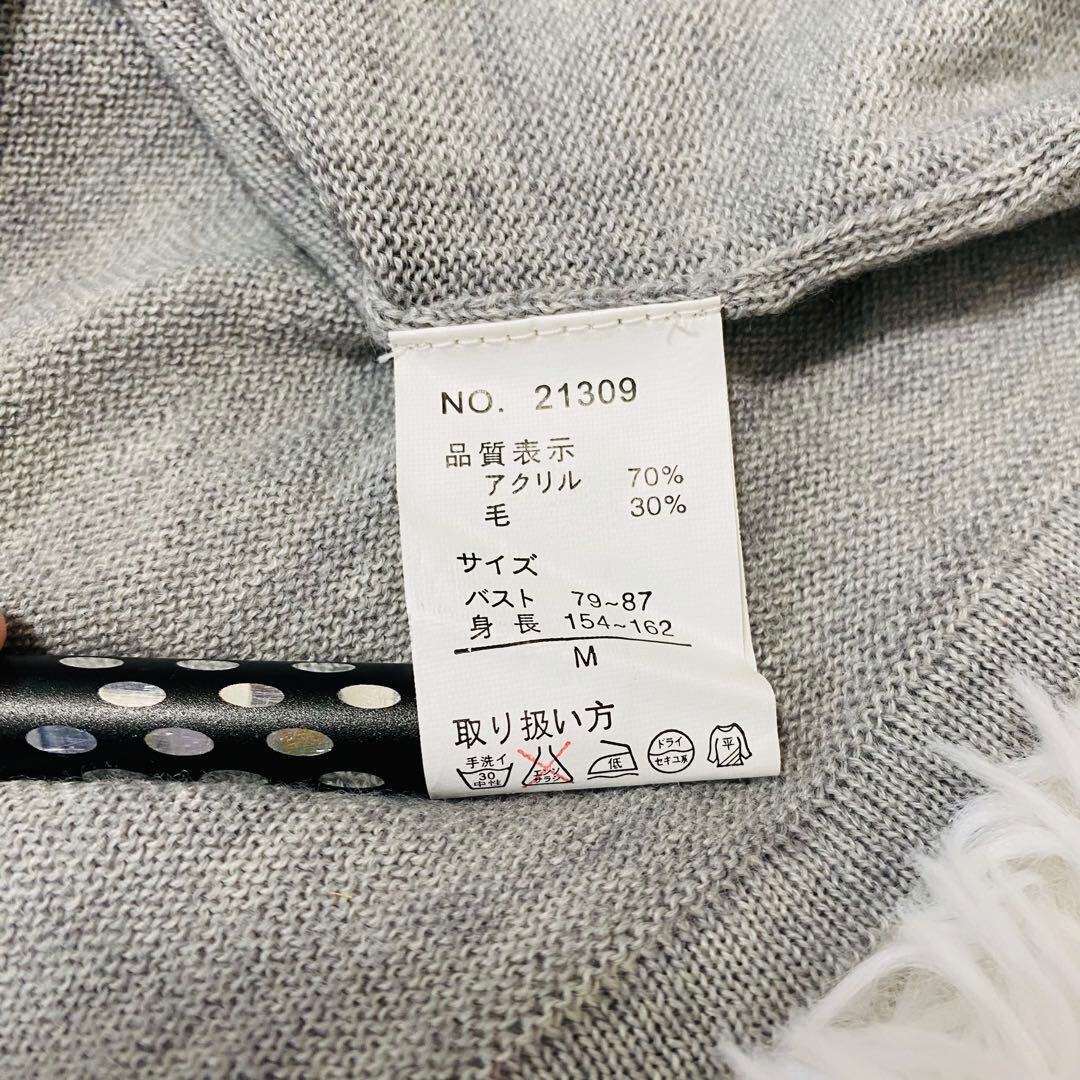 NO. 21309
品質表示
アクリル 70%
毛 30%
サイズ
バスト 79~87
身長 154~162
M
取り扱い方
手洗イ
30
中性
エンソ
サラシ
低
ドライ
セキユ系
平